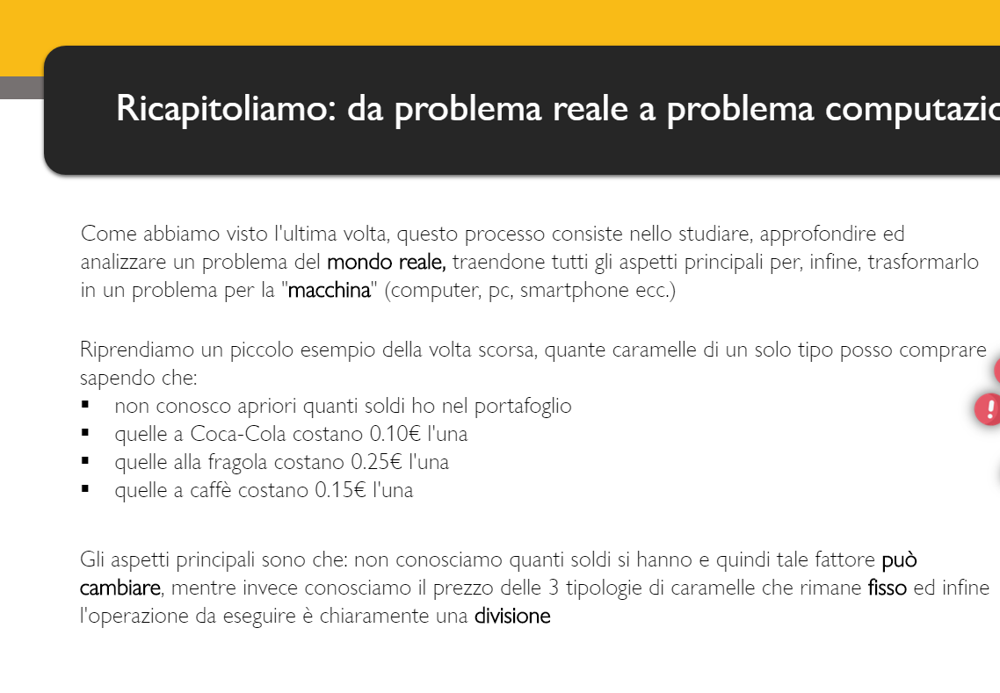 Ricapitoliamo: da problema reale a problema
Come abbiamo visto l'ultima volta, questo processo consiste nello studiare, approfondire ed
analizzare un problema del mondo reale, traendone tutti gli aspetti principali per, infine, trasformarlo
in un problema per la "macchina" (computer, pc, smartphone ecc.)
Riprendiamo un piccolo esempio della volta scorsa, quante caramelle di un solo tipo posso comprare
sapendo che:
▪ non conosco apriori quanti soldi ho nel portafoglio
▪ quelle a Coca-Cola costano 0.10€ l'una
▪ quelle alla fragola costano 0.25€ l'una
▪ quelle a caffè costano 0.15€ l'una
Gli aspetti principali sono che: non conosciamo quanti soldi si hanno e quindi tale fattore può
cambiare, mentre invece conosciamo il prezzo delle 3 tipologie di caramelle che rimane fisso ed infine
l'operazione da eseguire è chiaramente una divisione